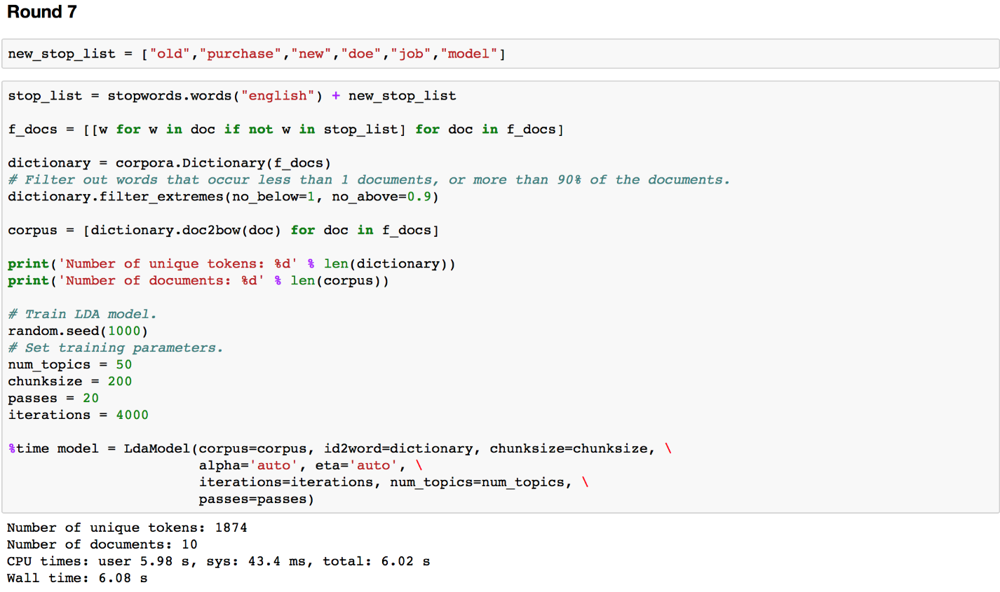 Round 7
new_stop_list = ["old","purchase","new","doe","job","model"]
stop_list = stopwords.words("english") + new_stop_list
f_docs = [[w for w in doc if not w in stop_list] for doc in f_docs]
dictionary = corpora.Dictionary(f_docs)
# Filter out words that occur less than 1 documents, or more than 90% of the documents.
dictionary.filter_extremes(no_below=1, no_above=0.9)
corpus = [dictionary.doc2bow(doc) for doc in f_docs]
print('Number of unique tokens: %d' % len(dictionary))
print('Number of documents: %d' % len(corpus))
# Train LDA model.
random.seed(1000)
# Set training parameters.
num_topics = 50
chunksize = 200
passes = 20
iterations = 4000
%time model = LdaModel(corpus=corpus, id2word=dictionary, chunksize=chunksize, \
alpha='auto', eta='auto', \
iterations=iterations, num_topics=num_topics, \
passes=passes)
Number of unique tokens: 1874
Number of documents: 10
CPU times: user 5.98 s, sys: 43.4 ms, total: 6.02 s
Wall time: 6.08 s